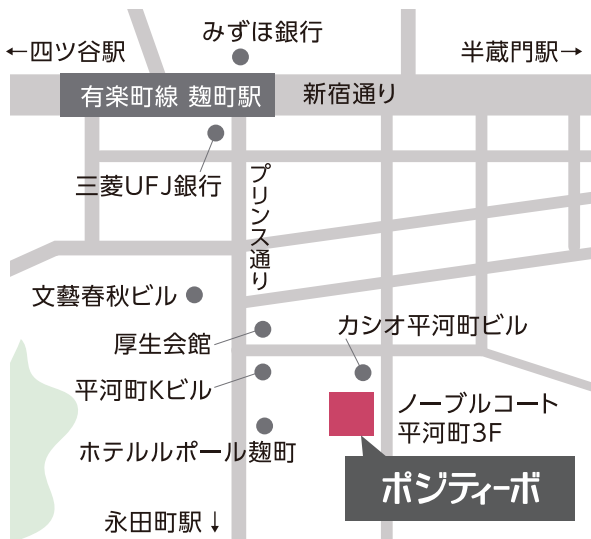 みずほ銀行
←四ツ谷駅
半蔵門駅→
有楽町線 麹町駅
新宿通り
三菱UFJ銀行
プリンス通り
文藝春秋ビル
カシオ平河町ビル
厚生会館
平河町Kビル
ノーブルコート
平河町3F
ホテルルポール麹町
ポジティーボ
永田町駅↓